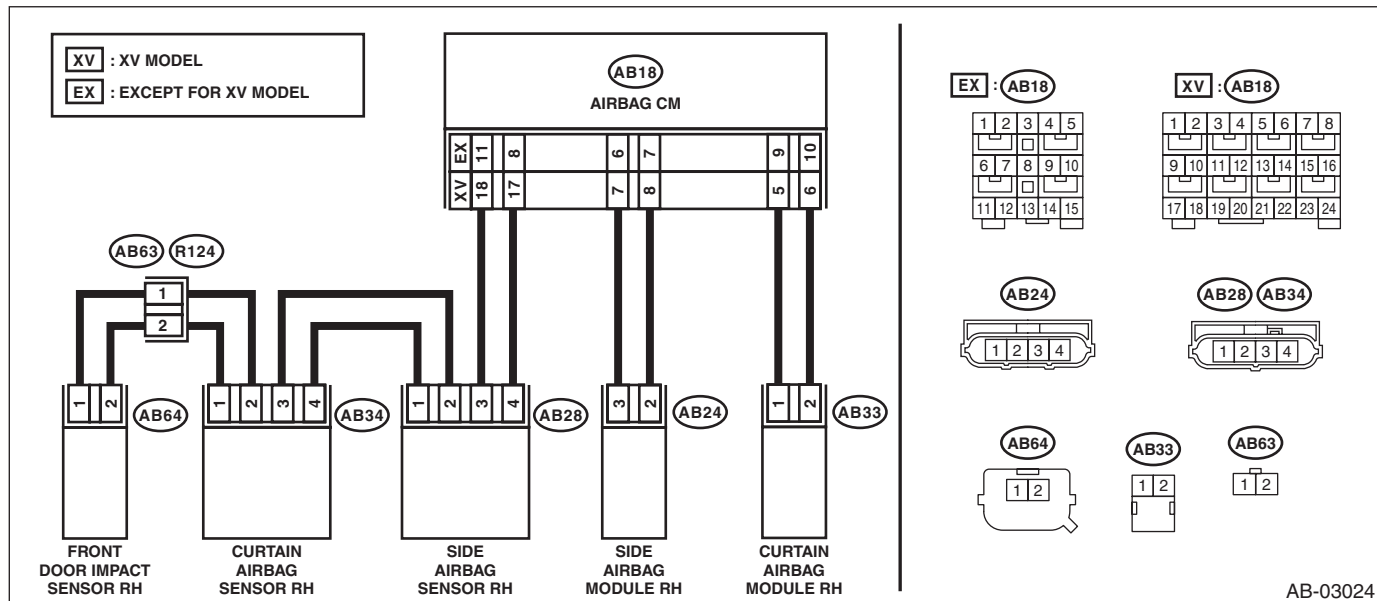 XV : XV MODEL
EX : EXCEPT FOR XV MODEL
AB18
AIRBAG CM
EX 11 8 6 7 9 10
XV 18 17 7 8 5 6
AB63 R124
1
2
1 2 AB64
1 2 3 4 AB34
1 2 3 4 AB28
3 2 AB24
1 2 AB33
FRONT
DOOR IMPACT
SENSOR RH
CURTAIN
AIRBAG
SENSOR RH
SIDE
AIRBAG
SENSOR RH
SIDE
AIRBAG
MODULE RH
CURTAIN
AIRBAG
MODULE RH
EX : AB18
1 2 3 4 5
6 7 8 9 10
11 12 13 14 15
XV : AB18
1 2 3 4 5 6 7 8
9 10 11 12 13 14 15 16
17 18 19 20 21 22 23 24
AB24
1 2 3 4
AB28 AB34
1 2 3 4
AB64
1 2
AB33
1 2
AB63
1 2
AB-03024